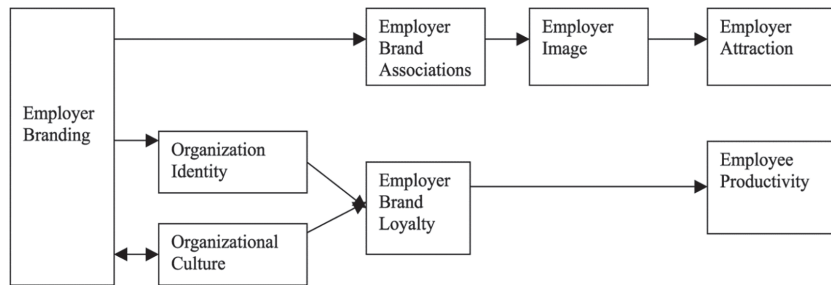 Employer
Branding
Employer
Brand
Associations
Employer
Image
Employer
Attraction
Organization
Identity
Organizational
Culture
Employer
Brand
Loyalty
Employee
Productivity